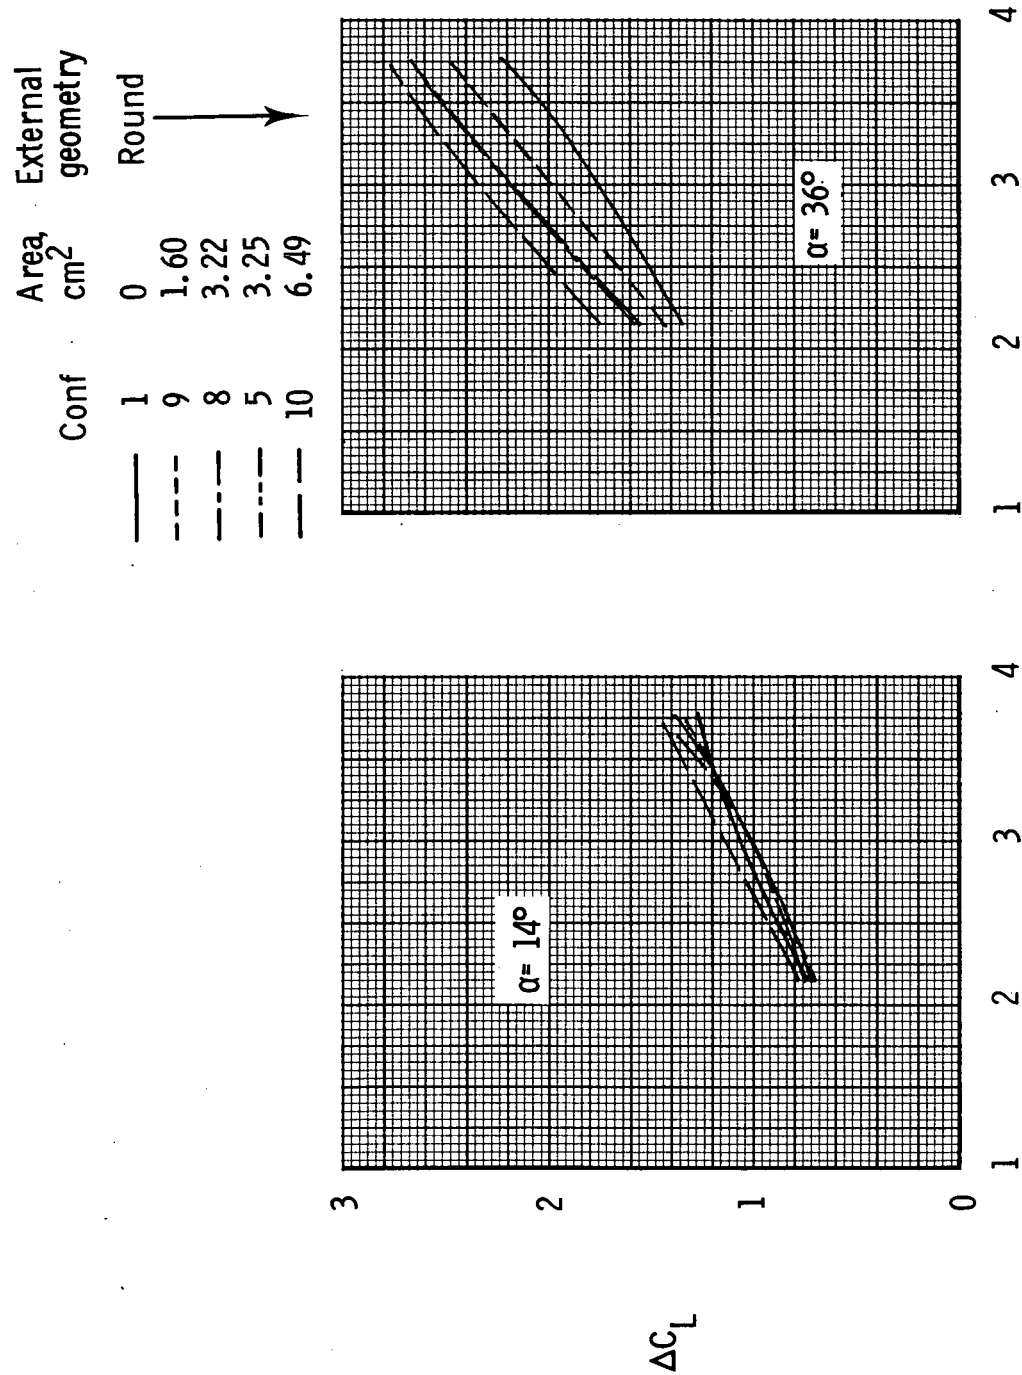 Conf Area, cm² External geometry
1 0 Round
9 1.60
8 3.22
5 3.25
10 6.49
3
2
1
0
ΔC_L
α= 14°
1 2 3 4
α= 36°
1 2 3 4